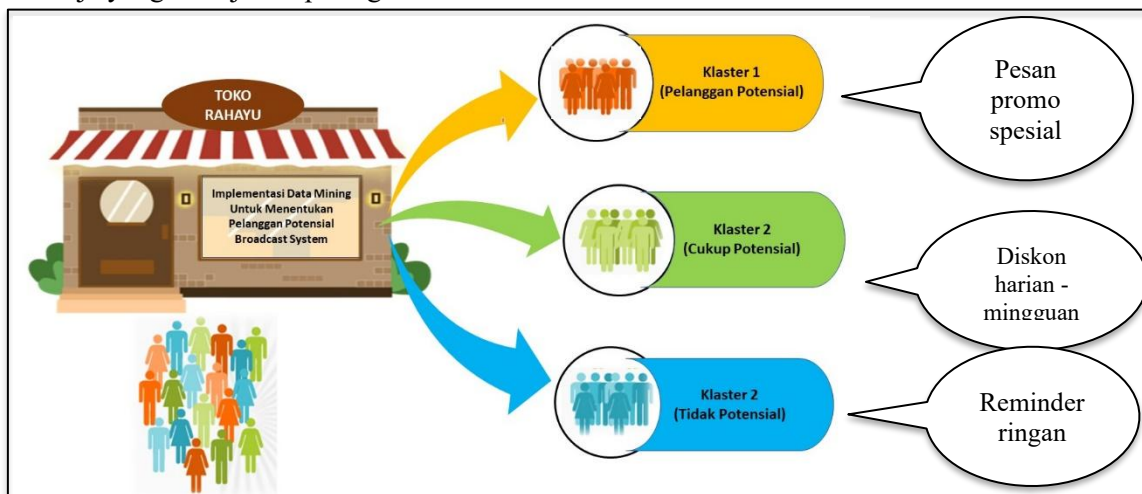 TOKO
RAHAYU
Implementasi Data Mining
Untuk Menentukan
Pelanggan Potensial
Broadcast System
Klaster 1
(Pelanggan Potensial)
Pesan
promo
spesial
Klaster 2
(Cukup Potensial)
Diskon
harian -
mingguan
Klaster 2
(Tidak Potensial)
Reminder
ringan